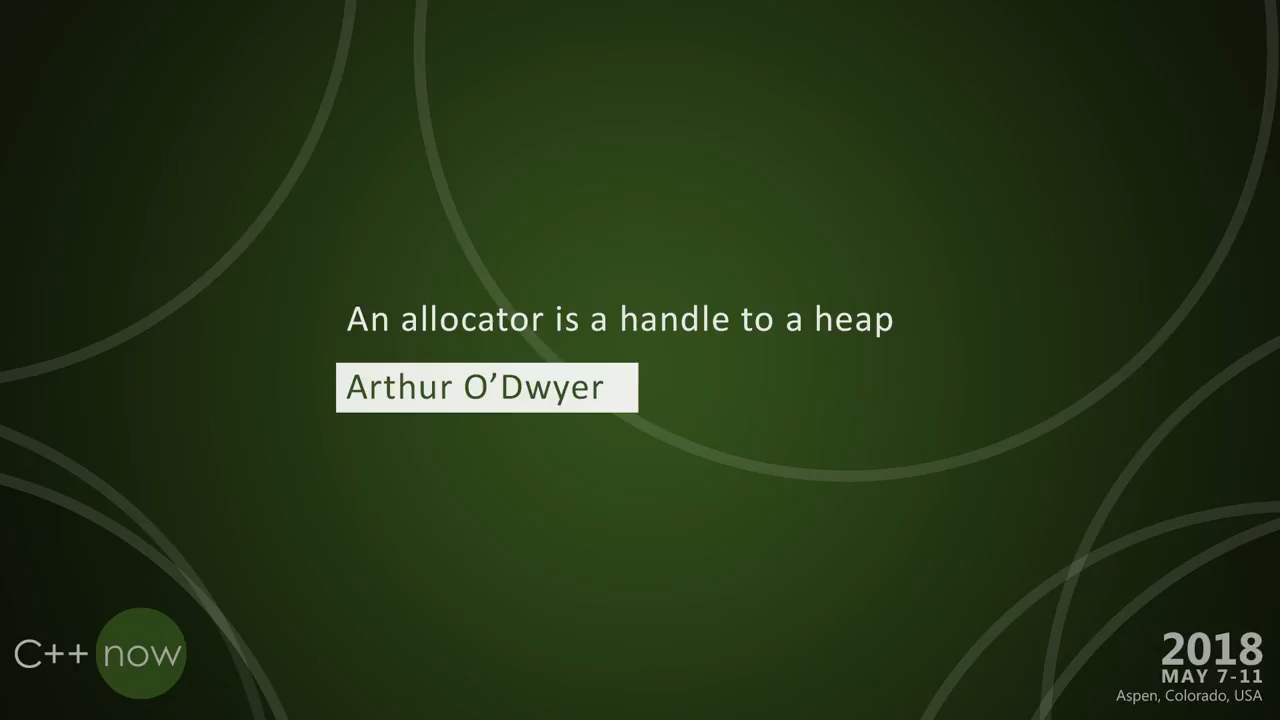 An allocator is a handle to a heap
Arthur O’Dwyer
C++ now
2018
MAY 7-11
Aspen, Colorado, USA